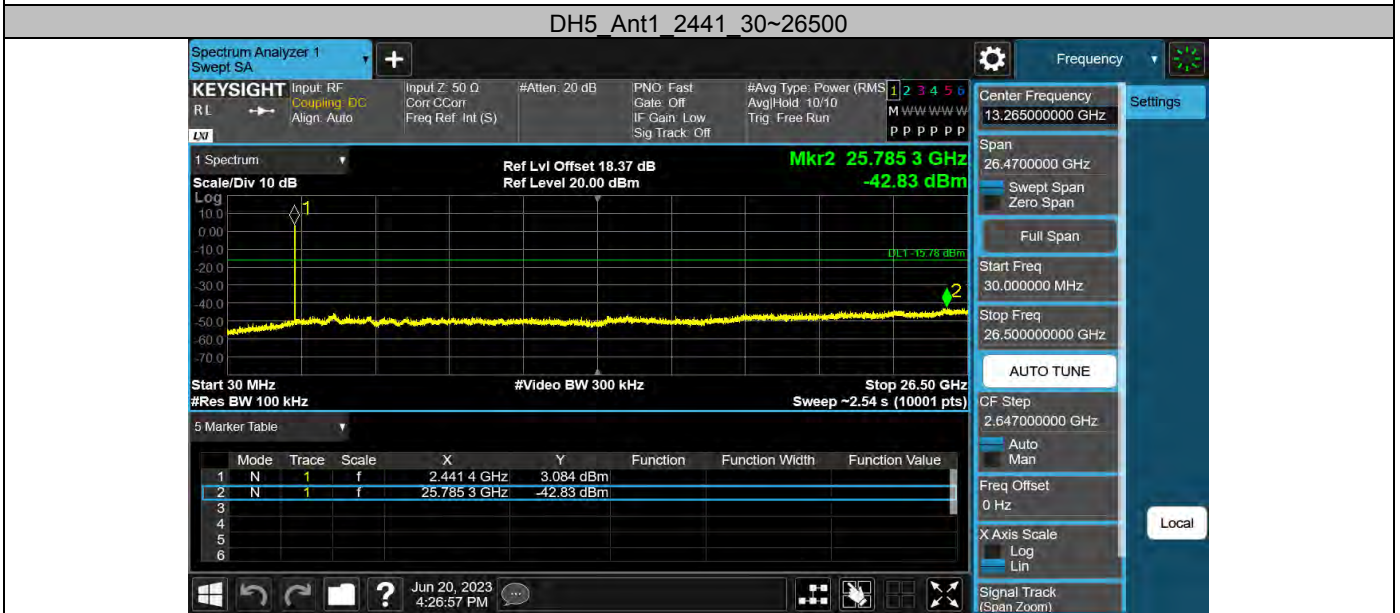 DH5_Ant1_2441_30~26500
Spectrum Analyzer 1
Swept SA
+
Frequency
KEYSIGHT
RL
LXI
Input: RF
Coupling: DC
Align: Auto
Input Z: 50 Ω
Corr CCorr
Freq Ref: Int (S)
#Atten: 20 dB
PNO: Fast
Gate: Off
IF Gain: Low
Sig Track: Off
#Avg Type: Power (RMS
Avg|Hold: 10/10
Trig: Free Run
1 2 3 4 5 6
M W W W W W
P P P P P P
1 Spectrum
Scale/Div 10 dB
Ref Lvl Offset 18.37 dB
Ref Level 20.00 dBm
Mkr2 25.785 3 GHz
-42.83 dBm
Log
10.0
0.00
-10.0
-20.0
-30.0
-40.0
-50.0
-60.0
-70.0
1
DL1 -15.78 dBm
2
Start 30 MHz
#Res BW 100 kHz
#Video BW 300 kHz
Stop 26.50 GHz
Sweep ~2.54 s (10001 pts)
5 Marker Table
Mode Trace Scale X Y Function Function Width Function Value
1 N 1 f 2.441 4 GHz 3.084 dBm
2 N 1 f 25.785 3 GHz -42.83 dBm
3
4
5
6
Jun 20, 2023
4:26:57 PM
Center Frequency
13.265000000 GHz
Settings
Span
26.4700000 GHz
Swept Span
Zero Span
Full Span
Start Freq
30.000000 MHz
Stop Freq
26.500000000 GHz
AUTO TUNE
CF Step
2.647000000 GHz
Auto
Man
Freq Offset
0 Hz
Local
X Axis Scale
Log
Lin
Signal Track
(Span Zoom)